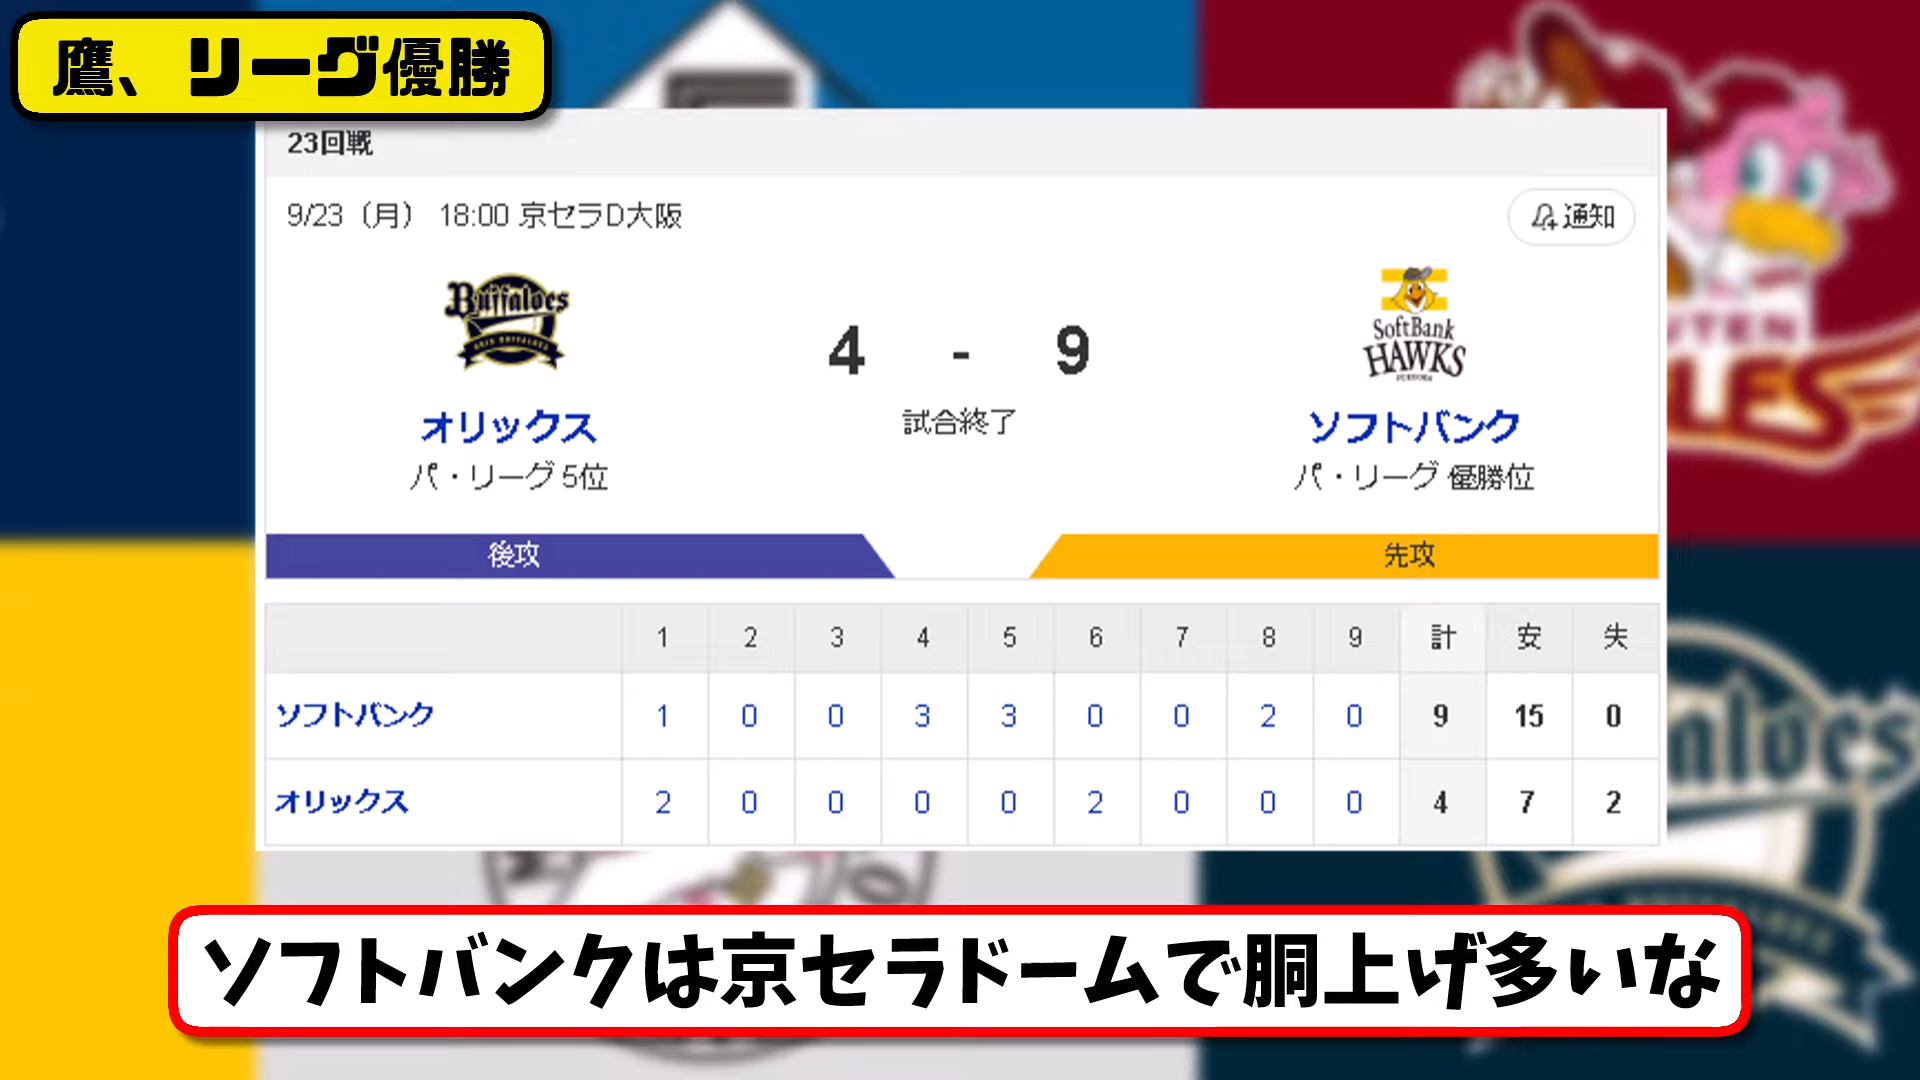 鷹、リーグ優勝
23回戦
9/23（月） 18:00 京セラD大阪
通知
Buffaloes
SoftBank
HAWKS
4 - 9
試合終了
オリックス
パ・リーグ 5位
ソフトバンク
パ・リーグ 優勝位
後攻
先攻
1 2 3 4 5 6 7 8 9 計 安 失
ソフトバンク 1 0 0 3 3 0 0 2 0 9 15 0
オリックス 2 0 0 0 0 2 0 0 0 4 7 2
ソフトバンクは京セラドームで胴上げ多いな